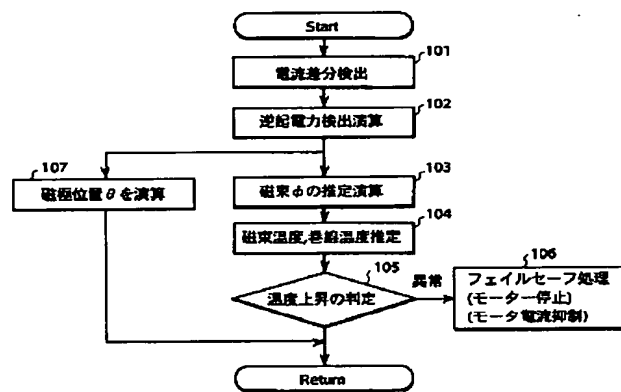 Start
101
電流差分検出
102
逆起電力検出演算
107
磁極位置θを演算
103
磁束φの推定演算
104
磁束温度,巻線温度推定
105
温度上昇の判定
異常
106
フェイルセーフ処理
(モーター停止)
(モータ電流抑制)
Return